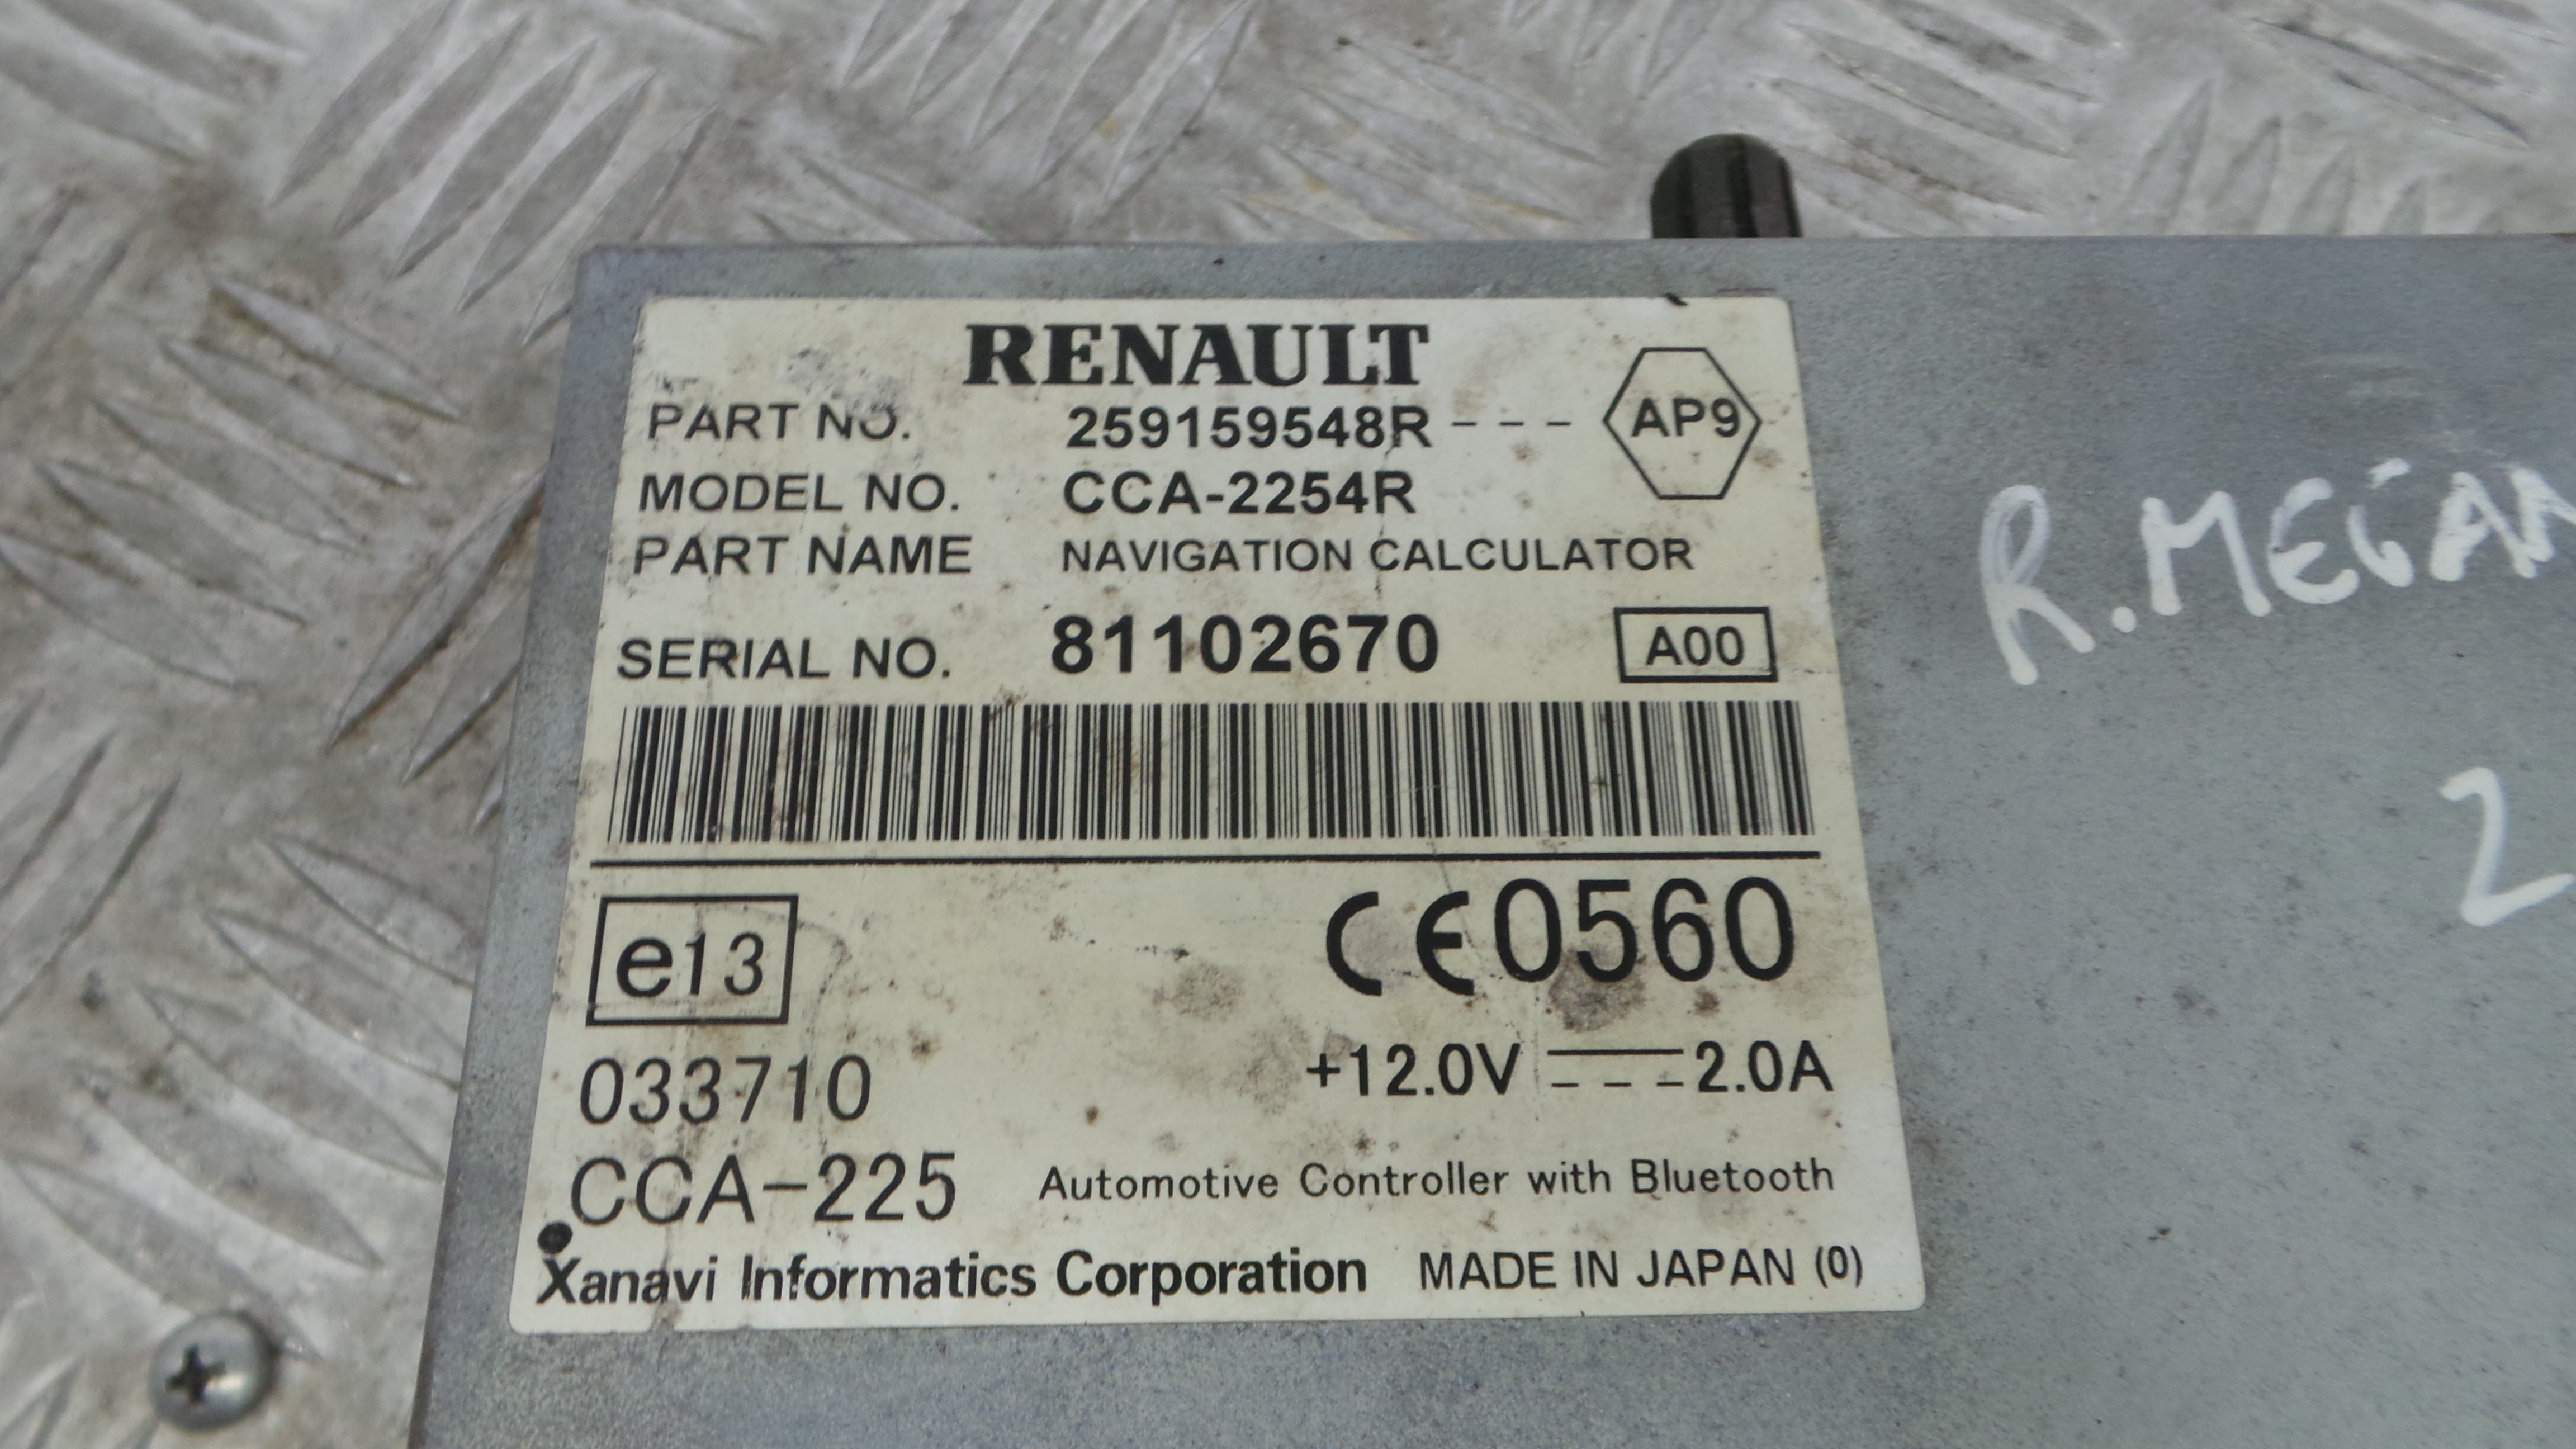 RENAULT
PART NO. 259159548R--- AP9
MODEL NO. CCA-2254R
PART NAME NAVIGATION CALCULATOR
SERIAL NO. 81102670 A00
e13 CE0560
033710 +12.0V 2.0A
CCA-225 Automotive Controller with Bluetooth
Xanavi Informatics Corporation MADE IN JAPAN (0)
R.MEGAN
2